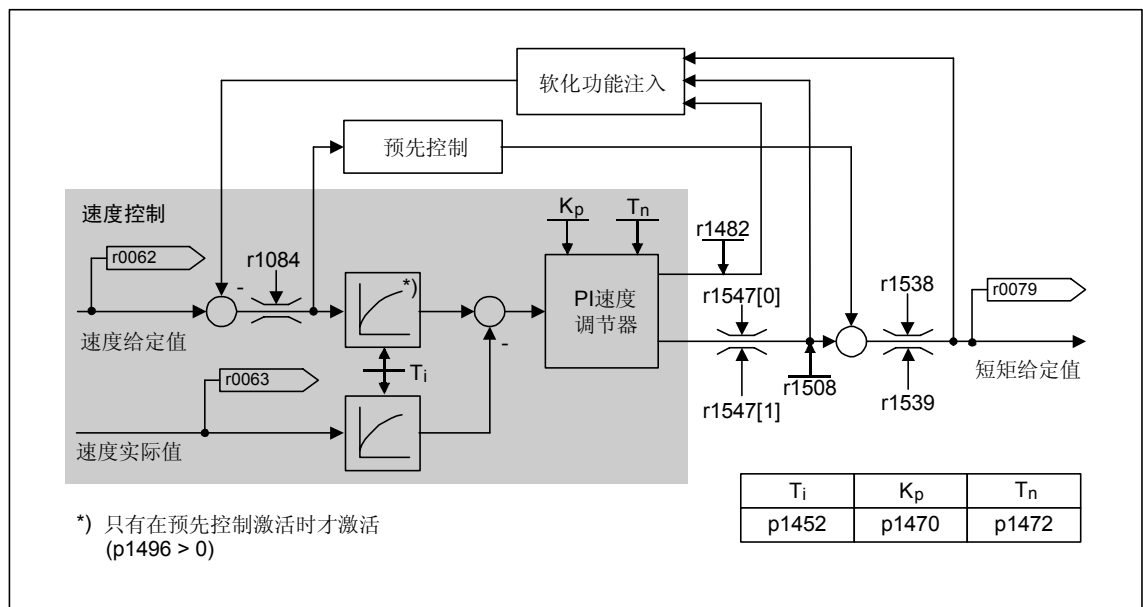 软化功能注入
预先控制
速度控制
Kp
Tn
r1482
r0062
r1084
*)
r1547[0]
r1538
r0079
-
PI速度
调节器
速度给定值
-
短矩给定值
Ti
r1508
r0063
r1547[1]
r1539
速度实际值
Ti Kp Tn
p1452 p1470 p1472
*) 只有在预先控制激活时才激活
(p1496 > 0)